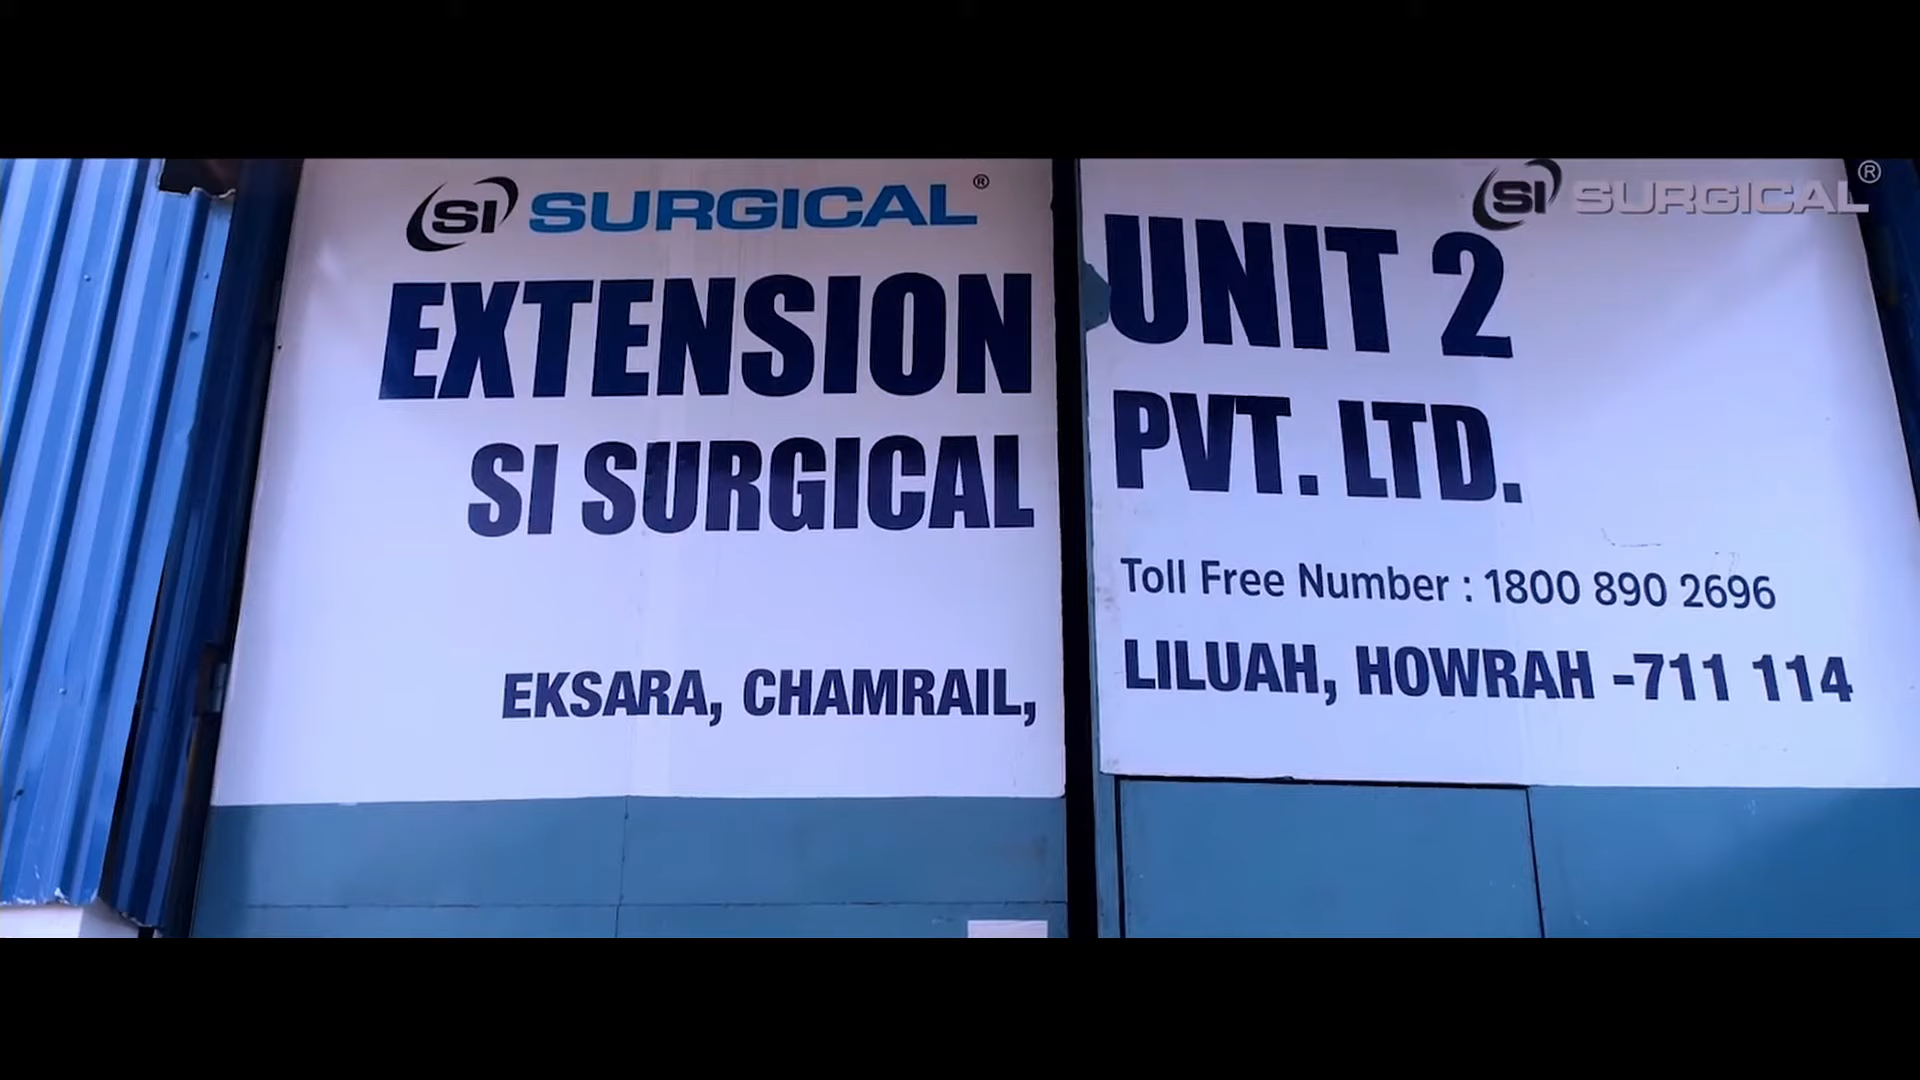 SI SURGICAL®
EXTENSION UNIT 2
SI SURGICAL PVT. LTD.
Toll Free Number : 1800 890 2696
EKSARA, CHAMRAIL, LILUAH, HOWRAH -711 114
SI SURGICAL®